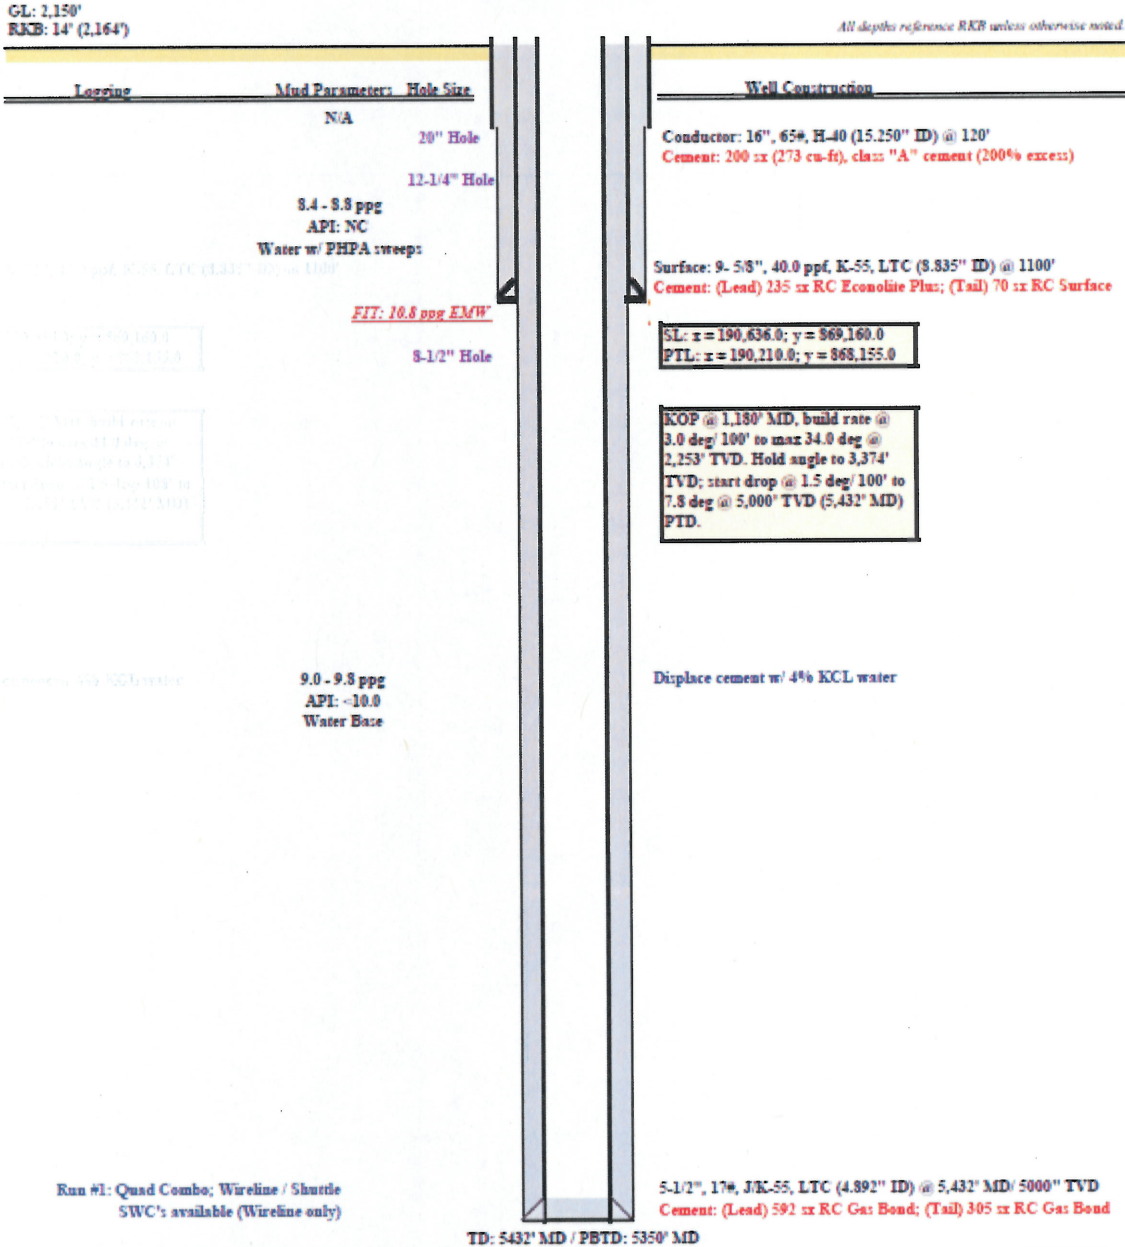 GL: 2,150'
RKB: 14' (2,164')
All depths reference RKB unless otherwise noted.
Logging
Mud Parameters
Hole Size
Well Construction
N/A
20" Hole
Conductor: 16", 65#, H-40 (15.250" ID) @ 120'
Cement: 200 sx (273 cu-ft), class "A" cement (200% excess)
12-1/4" Hole
8.4 - 8.8 ppg
API: NC
Water w/ PHPA sweeps
Surface: 9- 5/8", 40.0 ppf, K-55, LTC (8.835" ID) @ 1100'
Cement: (Lead) 235 sx RC Econolite Plus; (Tail) 70 sx RC Surface
FIT: 10.8 ppg EMW
8-1/2" Hole
SL: x = 190,636.0; y = 869,160.0
PTL: x = 190,210.0; y = 868,155.0
KOP @ 1,180' MD, build rate @
3.0 deg/ 100' to max 34.0 deg @
2,253' TVD. Hold angle to 3,374'
TVD; start drop @ 1.5 deg/ 100' to
7.8 deg @ 5,000' TVD (5,432' MD)
PTD.
9.0 - 9.8 ppg
API: <10.0
Water Base
Displace cement w/ 4% KCL water
Run #1: Quad Combo; Wireline / Shuttle
SWC's available (Wireline only)
5-1/2", 17#, J/K-55, LTC (4.892" ID) @ 5,432' MD/ 5000" TVD
Cement: (Lead) 592 sx RC Gas Bond; (Tail) 305 sx RC Gas Bond
TD: 5432' MD / PBTD: 5350' MD